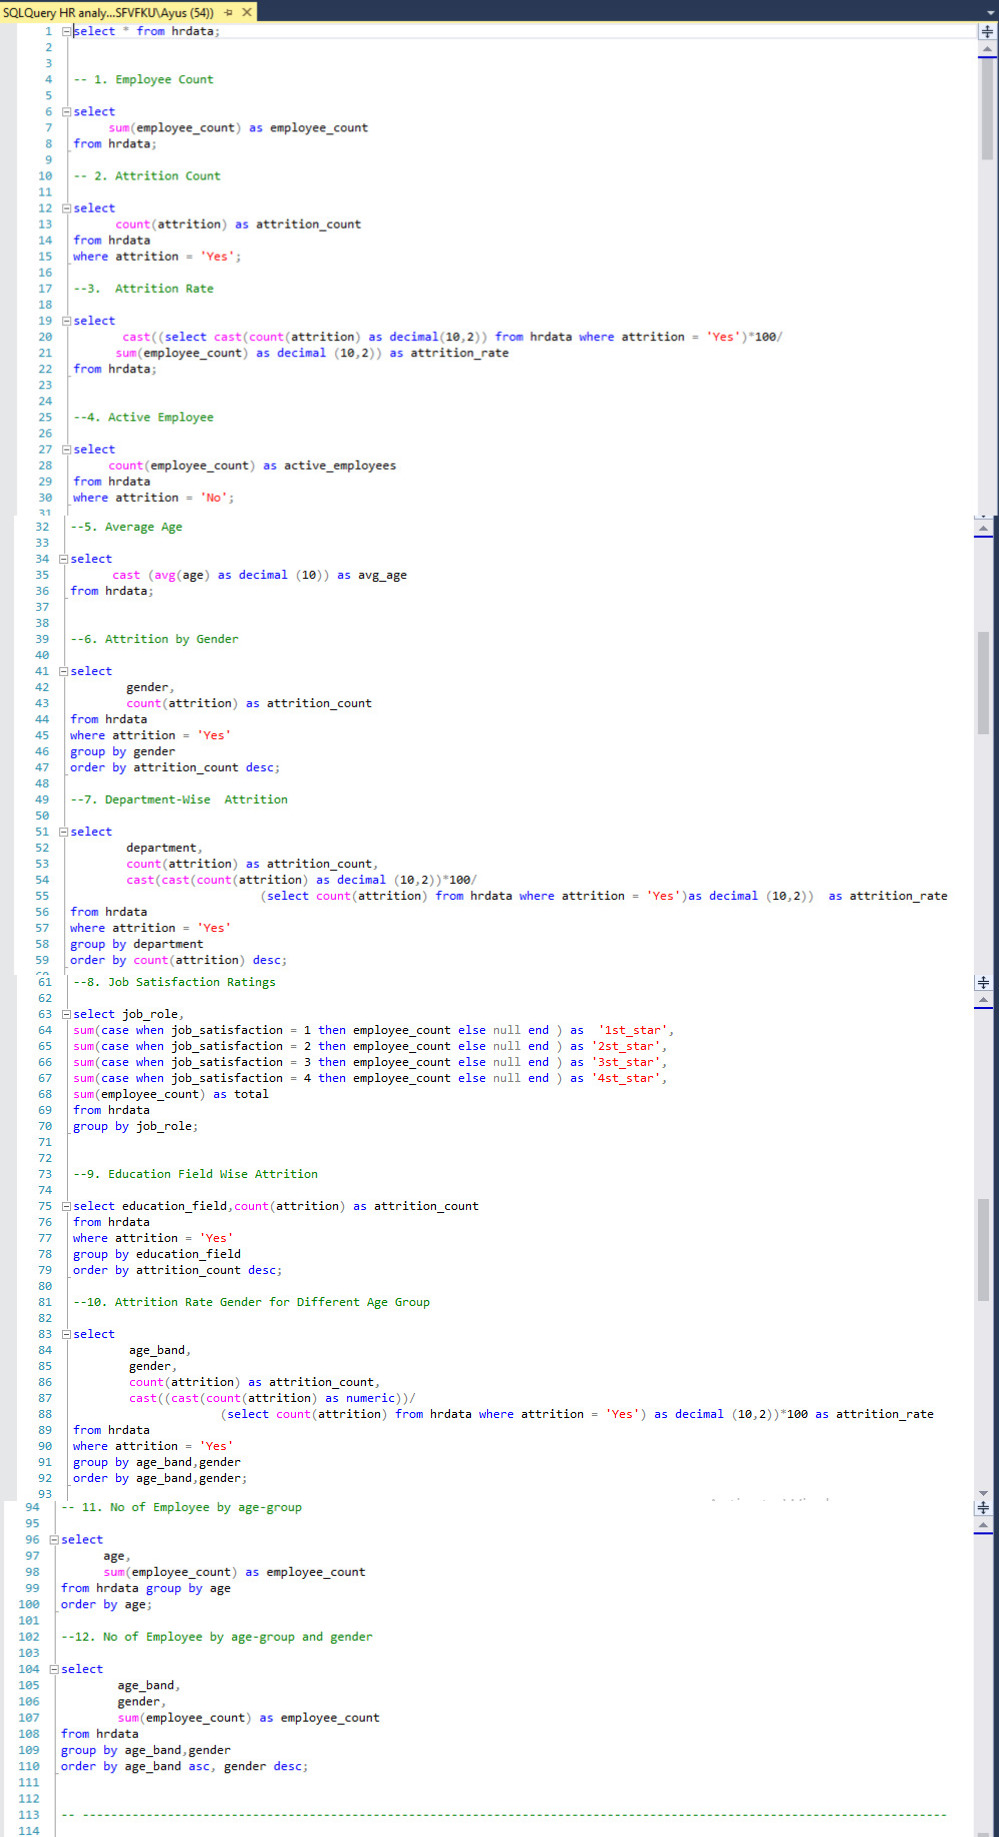 SQLQuery HR analy...SFVFKU\Ayus (54))
1 select * from hrdata;
2
3
4 -- 1. Employee Count
5
6 select
7 sum(employee_count) as employee_count
8 from hrdata;
9
10 -- 2. Attrition Count
11
12 select
13 count(attrition) as attrition_count
14 from hrdata
15 where attrition = 'Yes';
16
17 --3.  Attrition Rate
18
19 select
20 cast((select cast(count(attrition) as decimal(10,2)) from hrdata where attrition = 'Yes')*100/
21 sum(employee_count) as decimal (10,2)) as attrition_rate
22 from hrdata;
23
24
25 --4. Active Employee
26
27 select
28 count(employee_count) as active_employees
29 from hrdata
30 where attrition = 'No';
31
32 --5. Average Age
33
34 select
35 cast (avg(age) as decimal (10)) as avg_age
36 from hrdata;
37
38
39 --6. Attrition by Gender
40
41 select
42 gender,
43 count(attrition) as attrition_count
44 from hrdata
45 where attrition = 'Yes'
46 group by gender
47 order by attrition_count desc;
48
49 --7. Department-Wise  Attrition
50
51 select
52 department,
53 count(attrition) as attrition_count,
54 cast(cast(count(attrition) as decimal (10,2))*100/
55 (select count(attrition) from hrdata where attrition = 'Yes')as decimal (10,2))  as attrition_rate
56 from hrdata
57 where attrition = 'Yes'
58 group by department
59 order by count(attrition) desc;
61 --8. Job Satisfaction Ratings
62
63 select job_role,
64 sum(case when job_satisfaction = 1 then employee_count else null end ) as  '1st_star',
65 sum(case when job_satisfaction = 2 then employee_count else null end ) as '2st_star',
66 sum(case when job_satisfaction = 3 then employee_count else null end ) as '3st_star',
67 sum(case when job_satisfaction = 4 then employee_count else null end ) as '4st_star',
68 sum(employee_count) as total
69 from hrdata
70 group by job_role;
71
72
73 --9. Education Field Wise Attrition
74
75 select education_field,count(attrition) as attrition_count
76 from hrdata
77 where attrition = 'Yes'
78 group by education_field
79 order by attrition_count desc;
80
81 --10. Attrition Rate Gender for Different Age Group
82
83 select
84 age_band,
85 gender,
86 count(attrition) as attrition_count,
87 cast((cast(count(attrition) as numeric))/
88 (select count(attrition) from hrdata where attrition = 'Yes') as decimal (10,2))*100 as attrition_rate
89 from hrdata
90 where attrition = 'Yes'
91 group by age_band,gender
92 order by age_band,gender;
93
94 -- 11. No of Employee by age-group
95
96 select
97 age,
98 sum(employee_count) as employee_count
99 from hrdata group by age
100 order by age;
101
102 --12. No of Employee by age-group and gender
103
104 select
105 age_band,
106 gender,
107 sum(employee_count) as employee_count
108 from hrdata
109 group by age_band,gender
110 order by age_band asc, gender desc;
111
112
113 -- ----------------------------------------------------------------------------------------------------------------------------
114